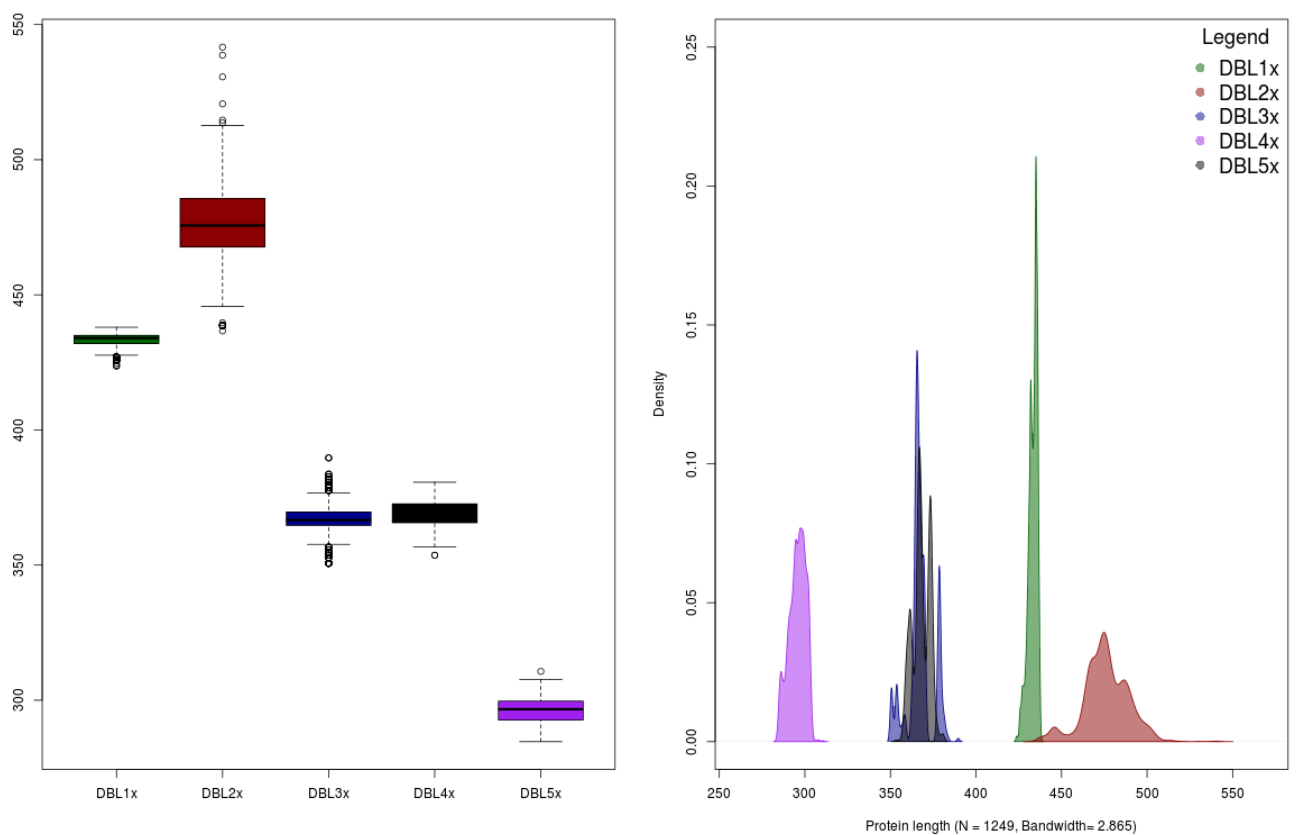 550
500
450
400
350
300
DBL1x
DBL2x
DBL3x
DBL4x
DBL5x
Density
0.25
0.20
0.15
0.10
0.05
0.00
Legend
DBL1x
DBL2x
DBL3x
DBL4x
DBL5x
250
300
350
400
450
500
550
Protein length (N = 1249, Bandwidth= 2.865)